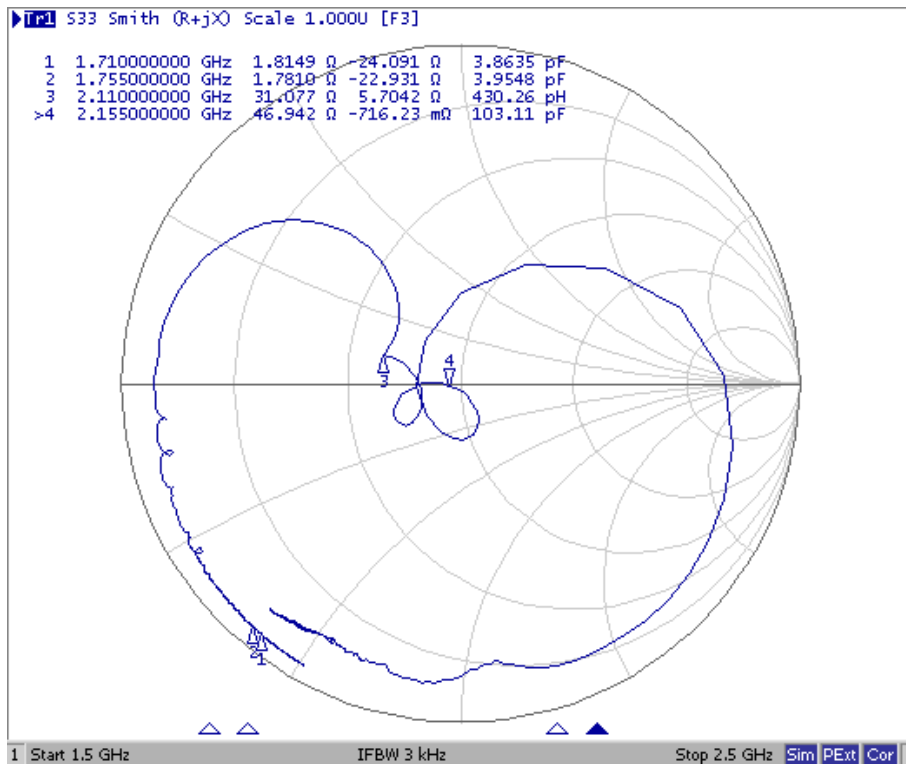 Tr1 S33 Smith (R+jX) Scale 1.000U [F3]
1 1.710000000 GHz 1.8149 Ω -24.091 Ω 3.8635 pF
2 1.755000000 GHz 1.7810 Ω -22.931 Ω 3.9548 pF
3 2.110000000 GHz 31.077 Ω 5.7042 Ω 430.26 pH
>4 2.155000000 GHz 46.942 Ω -716.23 mΩ 103.11 pF
4
3
2 1
1 Start 1.5 GHz IFBW 3 kHz Stop 2.5 GHz Sim PExt Cor